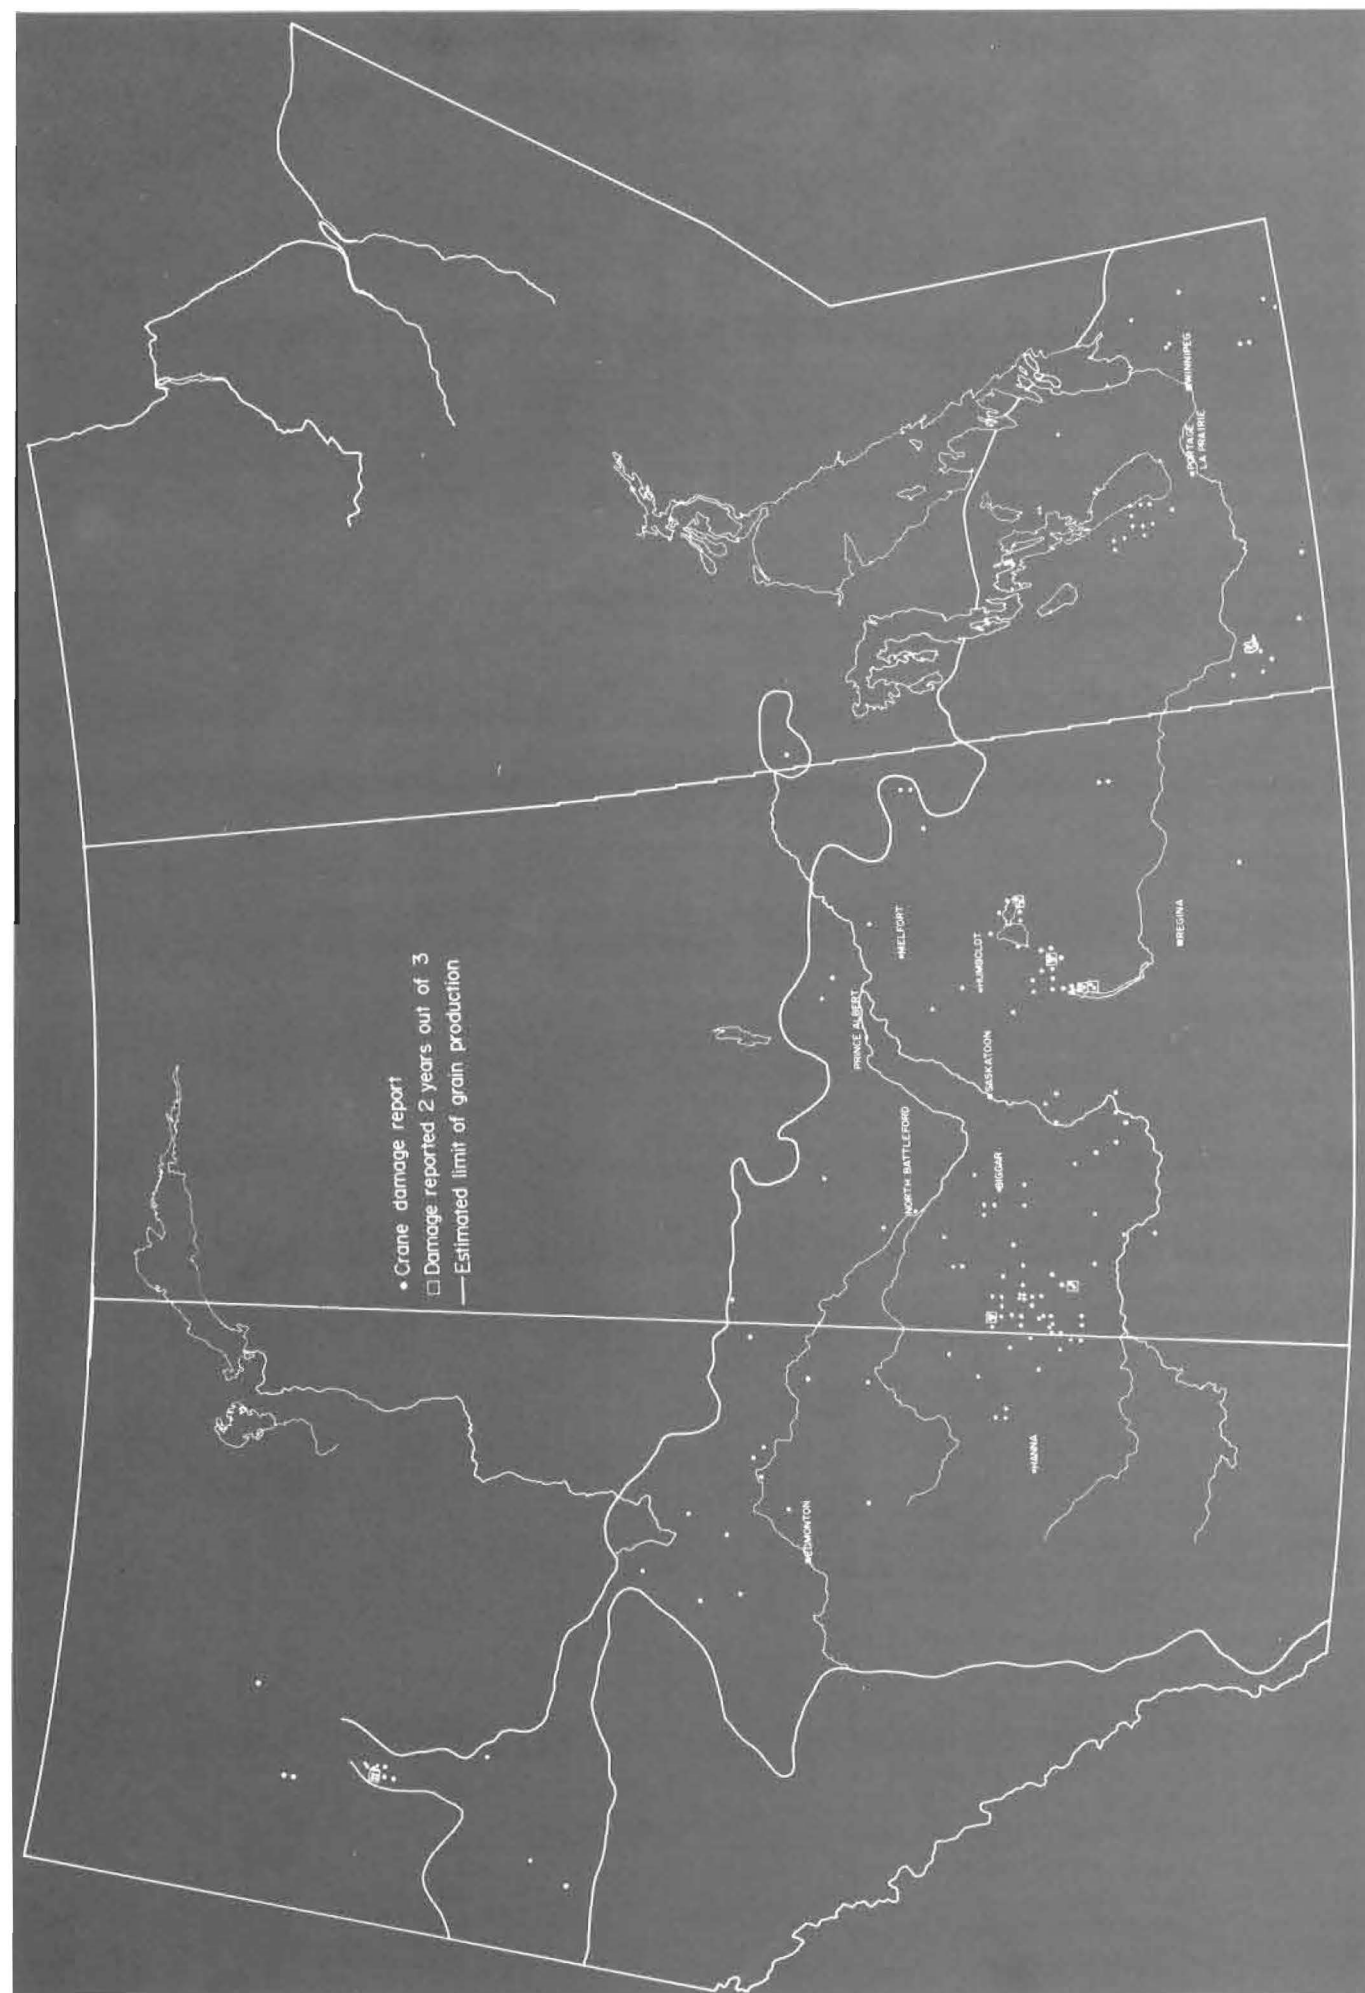 • Crane damage report
□ Damage reported 2 years out of 3
— Estimated limit of grain production
EDMONTON
HANNA
NORTH BATTLEFORD
BIGGAR
SASKATOON
PRINCE ALBERT
HUMBOLDT
MELFORT
REGINA
PORTAGE
LA PRAIRIE
WINNIPEG